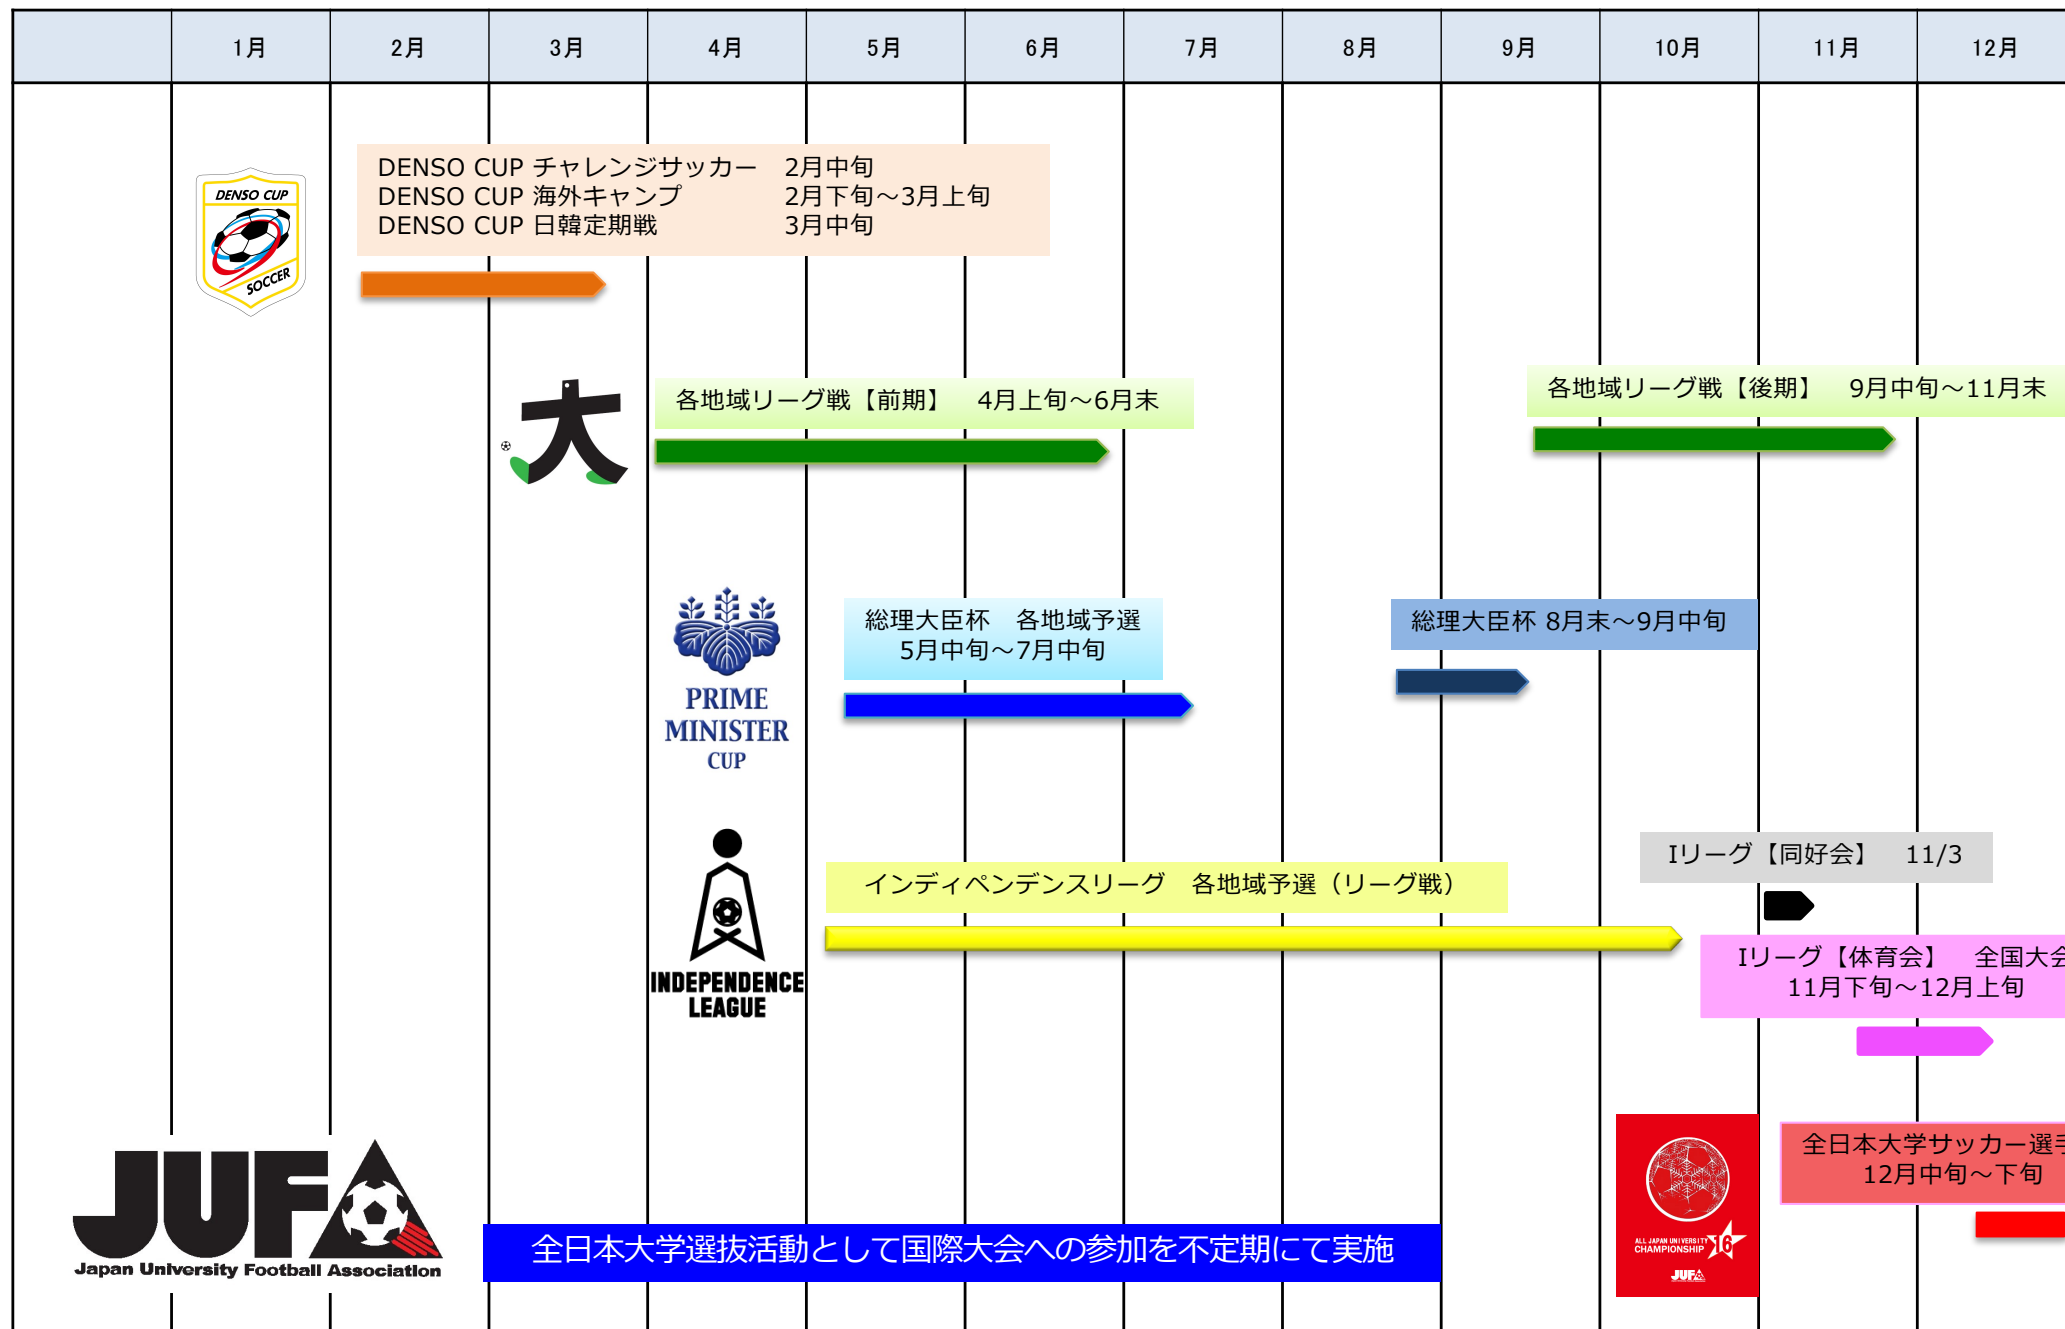 1月 2月 3月 4月 5月 6月 7月 8月 9月 10月 11月 12月
DENSO CUP
SOCCER
DENSO CUP チャレンジサッカー　2月中旬
DENSO CUP 海外キャンプ　2月下旬～3月上旬
DENSO CUP 日韓定期戦　3月中旬
大
各地域リーグ戦【前期】　4月上旬～6月末
各地域リーグ戦【後期】　9月中旬～11月末
PRIME
MINISTER
CUP
総理大臣杯　各地域予選
5月中旬～7月中旬
総理大臣杯 8月末～9月中旬
INDEPENDENCE
LEAGUE
インディペンデンスリーグ　各地域予選（リーグ戦）
Iリーグ【同好会】　11/3
Iリーグ【体育会】　全国大会
11月下旬～12月上旬
JUFA
Japan University Football Association
全日本大学選抜活動として国際大会への参加を不定期にて実施
ALL JAPAN UNIVERSITY
CHAMPIONSHIP 16
JUFA
全日本大学サッカー選手
12月中旬～下旬